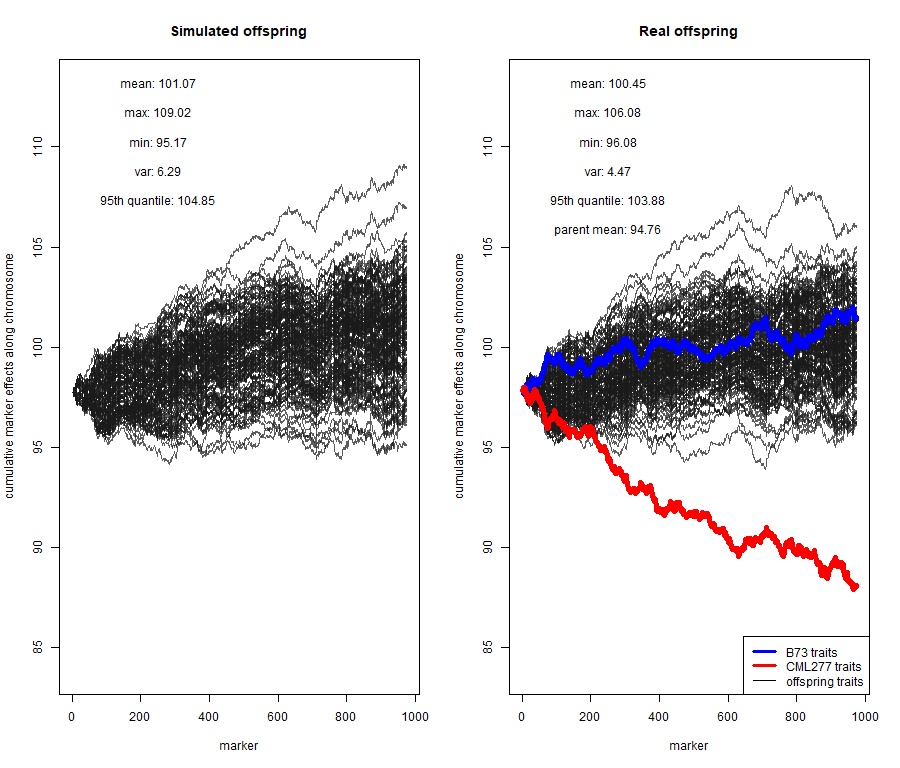 Simulated offspring
mean: 101.07
max: 109.02
min: 95.17
var: 6.29
95th quantile: 104.85
cumulative marker effects along chromosome
110
105
100
95
90
85
0 200 400 600 800 1000
marker
Real offspring
mean: 100.45
max: 106.08
min: 96.08
var: 4.47
95th quantile: 103.88
parent mean: 94.76
cumulative marker effects along chromosome
110
105
100
95
90
85
B73 traits
CML277 traits
offspring traits
0 200 400 600 800 1000
marker